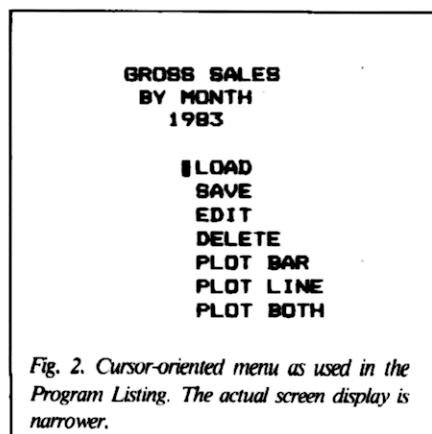 GROSS SALES
BY MONTH
1983
LOAD
SAVE
EDIT
DELETE
PLOT BAR
PLOT LINE
PLOT BOTH
Fig. 2. Cursor-oriented menu as used in the
Program Listing. The actual screen display is
narrower.